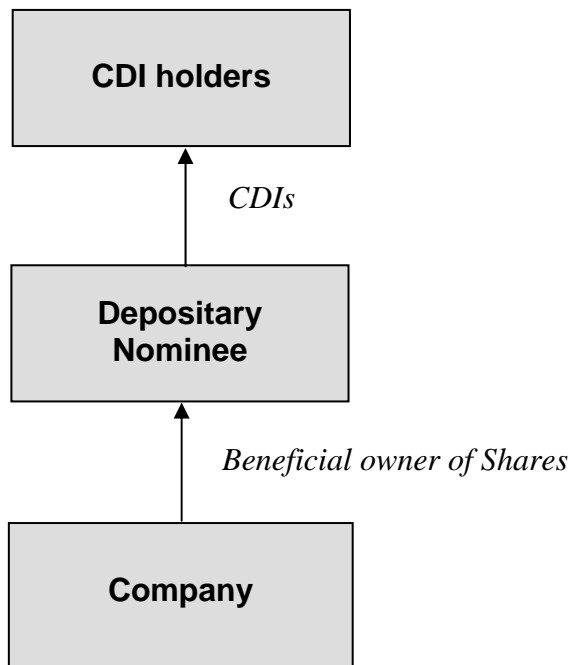 CDI holders
CDIs
Depositary
Nominee
Beneficial owner of Shares
Company